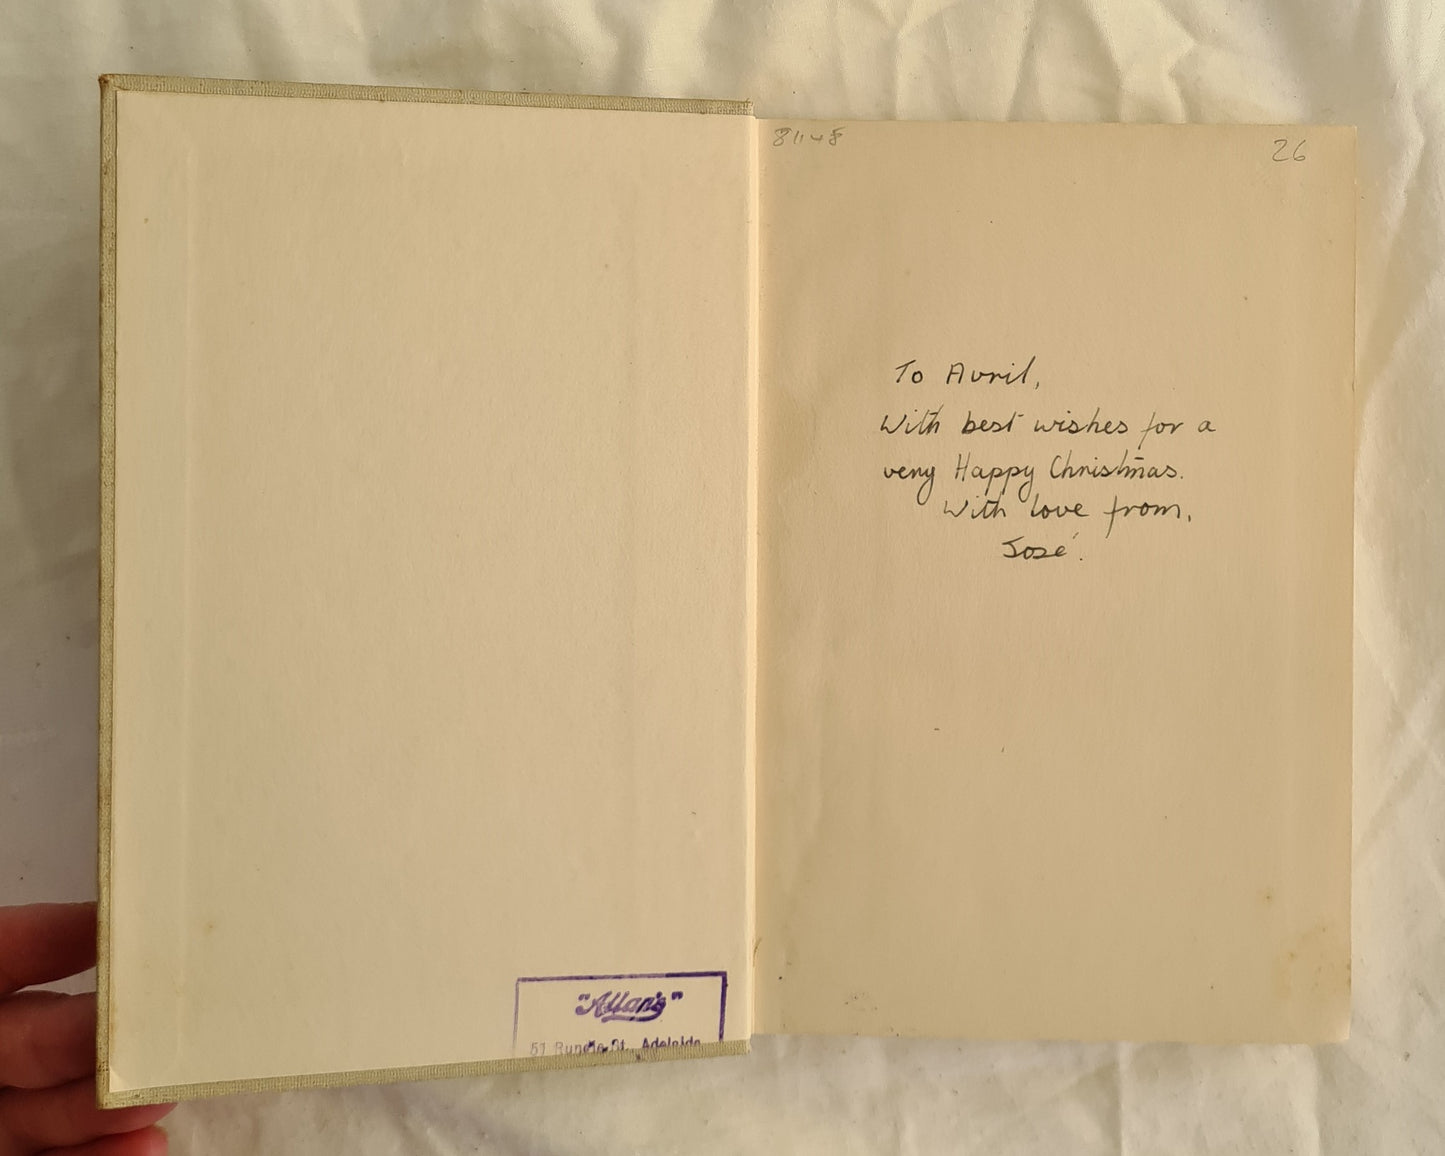 26
To Avril,
With best wishes for a
very Happy Christmas.
With love from,
José.
"Allan's"
51 Rundle St. Adelaide